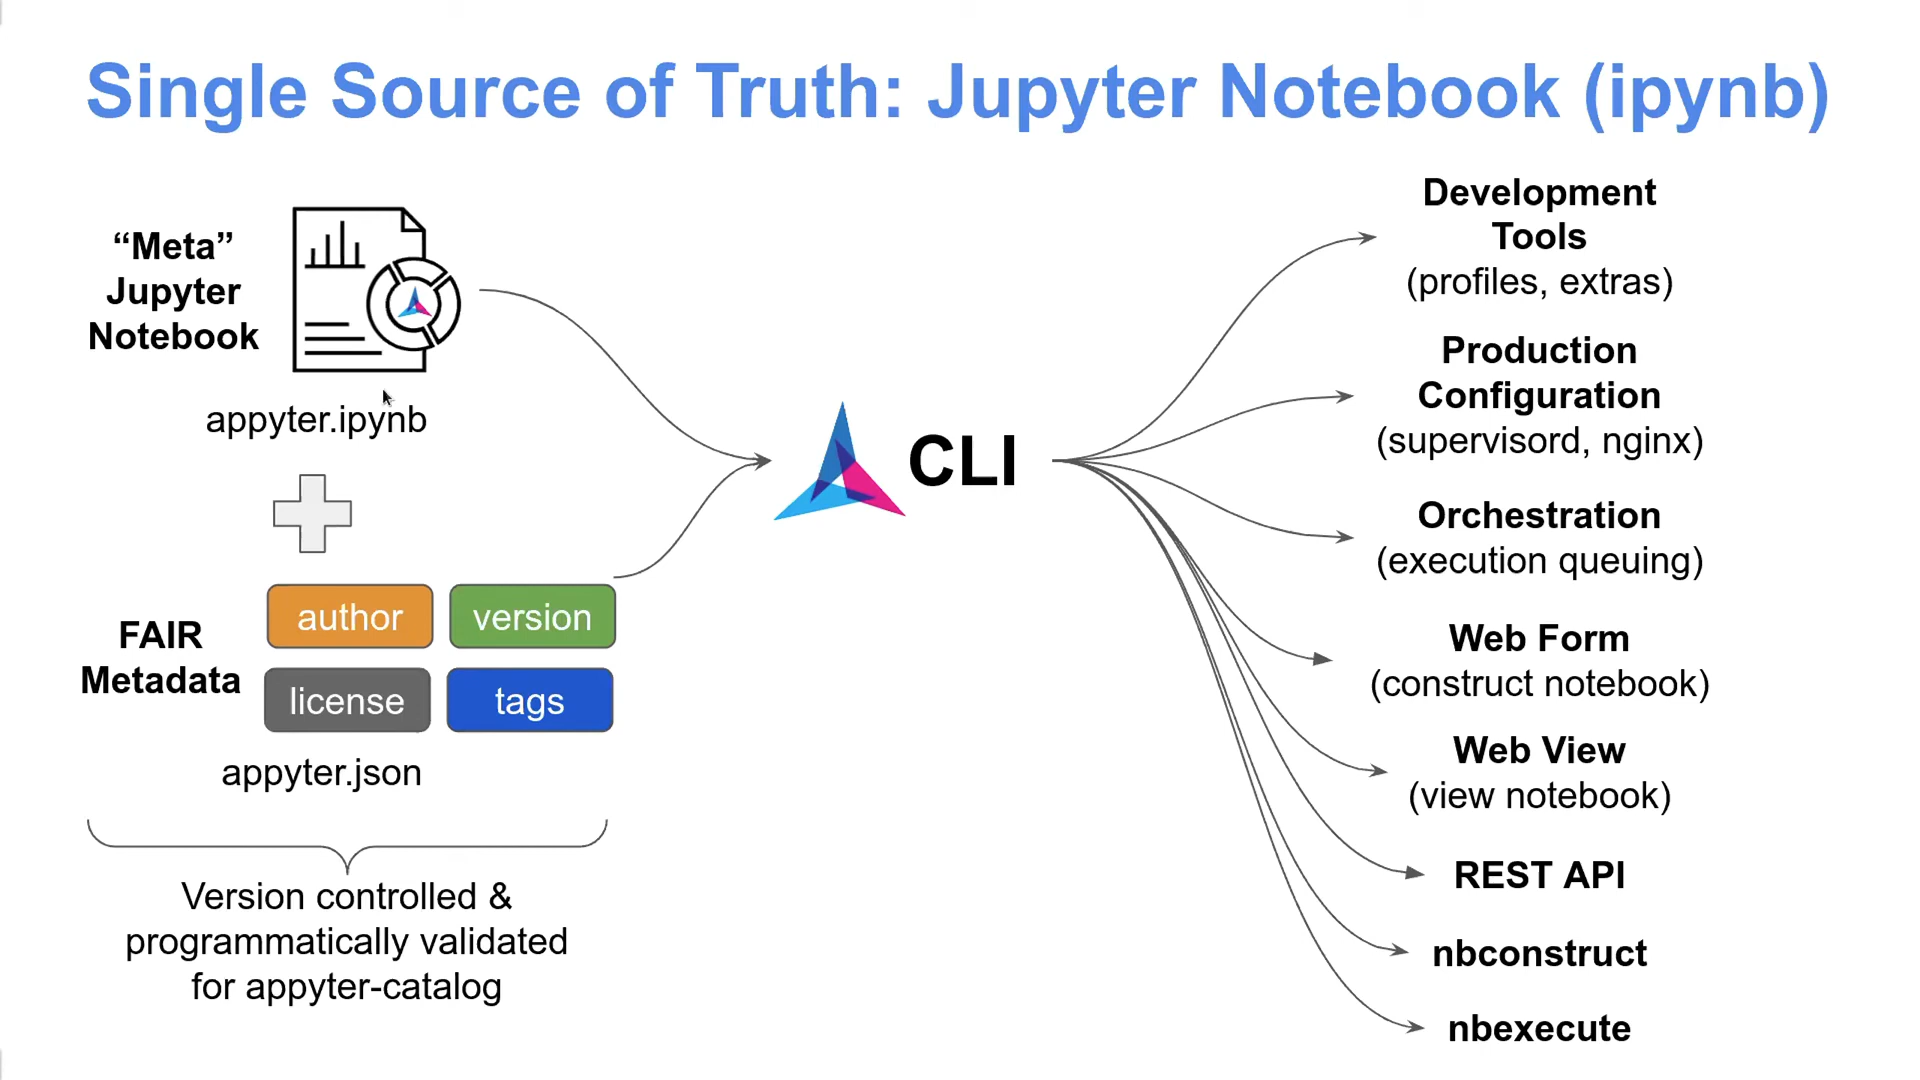 Single Source of Truth: Jupyter Notebook (ipynb)
“Meta”
Jupyter
Notebook
appyter.ipynb
FAIR
Metadata
author
version
license
tags
appyter.json
Version controlled &
programmatically validated
for appyter-catalog
CLI
Development
Tools
(profiles, extras)
Production
Configuration
(supervisord, nginx)
Orchestration
(execution queuing)
Web Form
(construct notebook)
Web View
(view notebook)
REST API
nbconstruct
nbexecute